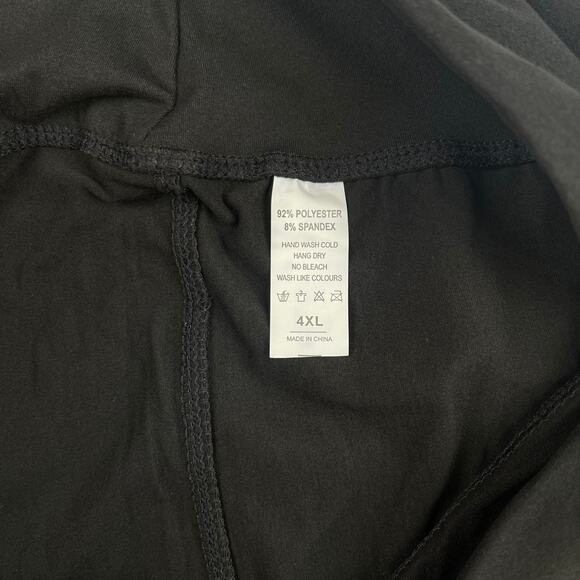 92% POLYESTER
8% SPANDEX
HAND WASH COLD
HANG DRY
NO BLEACH
WASH LIKE COLOURS
4XL
MADE IN CHINA